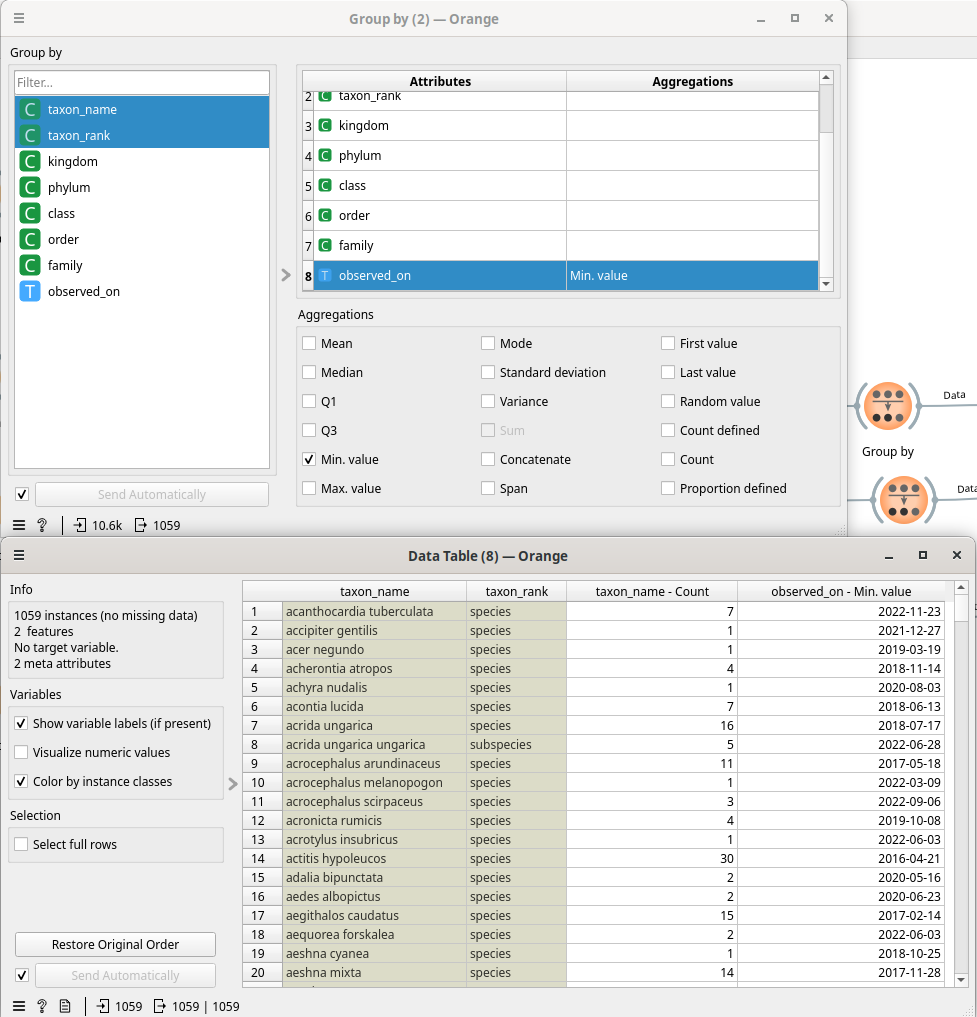 Group by (2) — Orange
Group by
Filter...
C taxon_name
C taxon_rank
C kingdom
C phylum
C class
C order
C family
T observed_on
Send Automatically
10.6k 1059
Attributes Aggregations
2 C taxon_rank
3 C kingdom
4 C phylum
5 C class
6 C order
7 C family
8 T observed_on Min. value
Aggregations
Mean Mode First value
Median Standard deviation Last value
Q1 Variance Random value
Q3 Sum Count defined
Min. value Concatenate Count
Max. value Span Proportion defined
Data
Group by
Data
Data Table (8) — Orange
Info
1059 instances (no missing data)
2 features
No target variable.
2 meta attributes
Variables
Show variable labels (if present)
Visualize numeric values
Color by instance classes
Selection
Select full rows
Restore Original Order
Send Automatically
1059 1059 | 1059
taxon_name taxon_rank taxon_name - Count observed_on - Min. value
1 acanthocardia tuberculata species 7 2022-11-23
2 accipiter gentilis species 1 2021-12-27
3 acer negundo species 1 2019-03-19
4 acherontia atropos species 4 2018-11-14
5 achyra nudalis species 1 2020-08-03
6 acontia lucida species 7 2018-06-13
7 acrida ungarica species 16 2018-07-17
8 acrida ungarica ungarica subspecies 5 2022-06-28
9 acrocephalus arundinaceus species 11 2017-05-18
10 acrocephalus melanopogon species 1 2022-03-09
11 acrocephalus scirpaceus species 3 2022-09-06
12 acronicta rumicis species 4 2019-10-08
13 acrotylus insubricus species 1 2022-06-03
14 actitis hypoleucos species 30 2016-04-21
15 adalia bipunctata species 2 2020-05-16
16 aedes albopictus species 2 2020-06-23
17 aegithalos caudatus species 15 2017-02-14
18 aequorea forskalea species 2 2022-06-03
19 aeshna cyanea species 1 2018-10-25
20 aeshna mixta species 14 2017-11-28